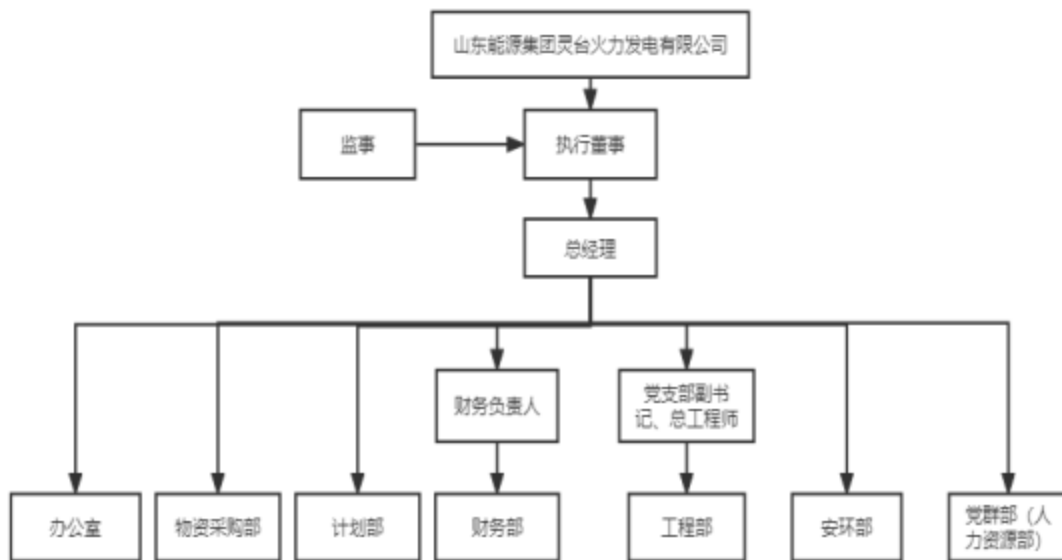 山东能源集团灵台火力发电有限公司
监事
执行董事
总经理
财务负责人
党支部副书
记、总工程师
办公室
物资采购部
计划部
财务部
工程部
安环部
党群部（人
力资源部）